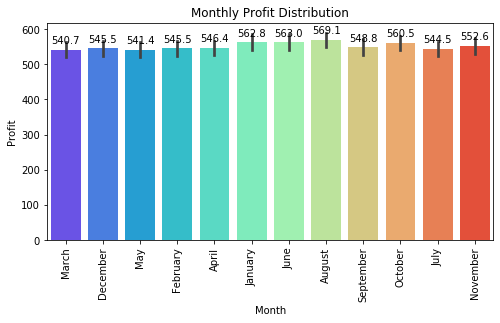 Monthly Profit Distribution
600
500
400
300
200
100
0
Profit
540.7
545.5
541.4
545.5
546.4
562.8
563.0
569.1
548.8
560.5
544.5
552.6
March
December
May
February
April
January
June
August
September
October
July
November
Month